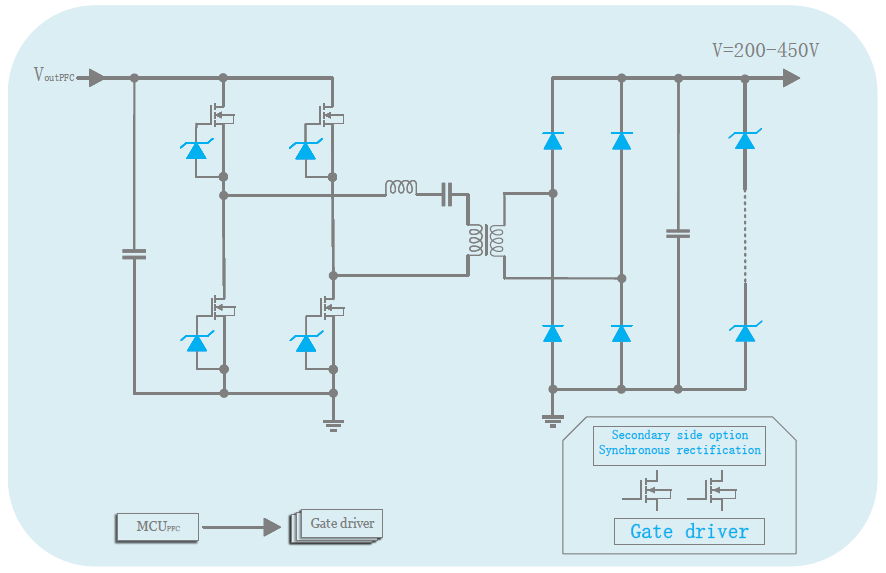 V=200-450V
VoutPFC
Secondary side option
Synchronous rectification
Gate driver
MCUPFC
Gate driver